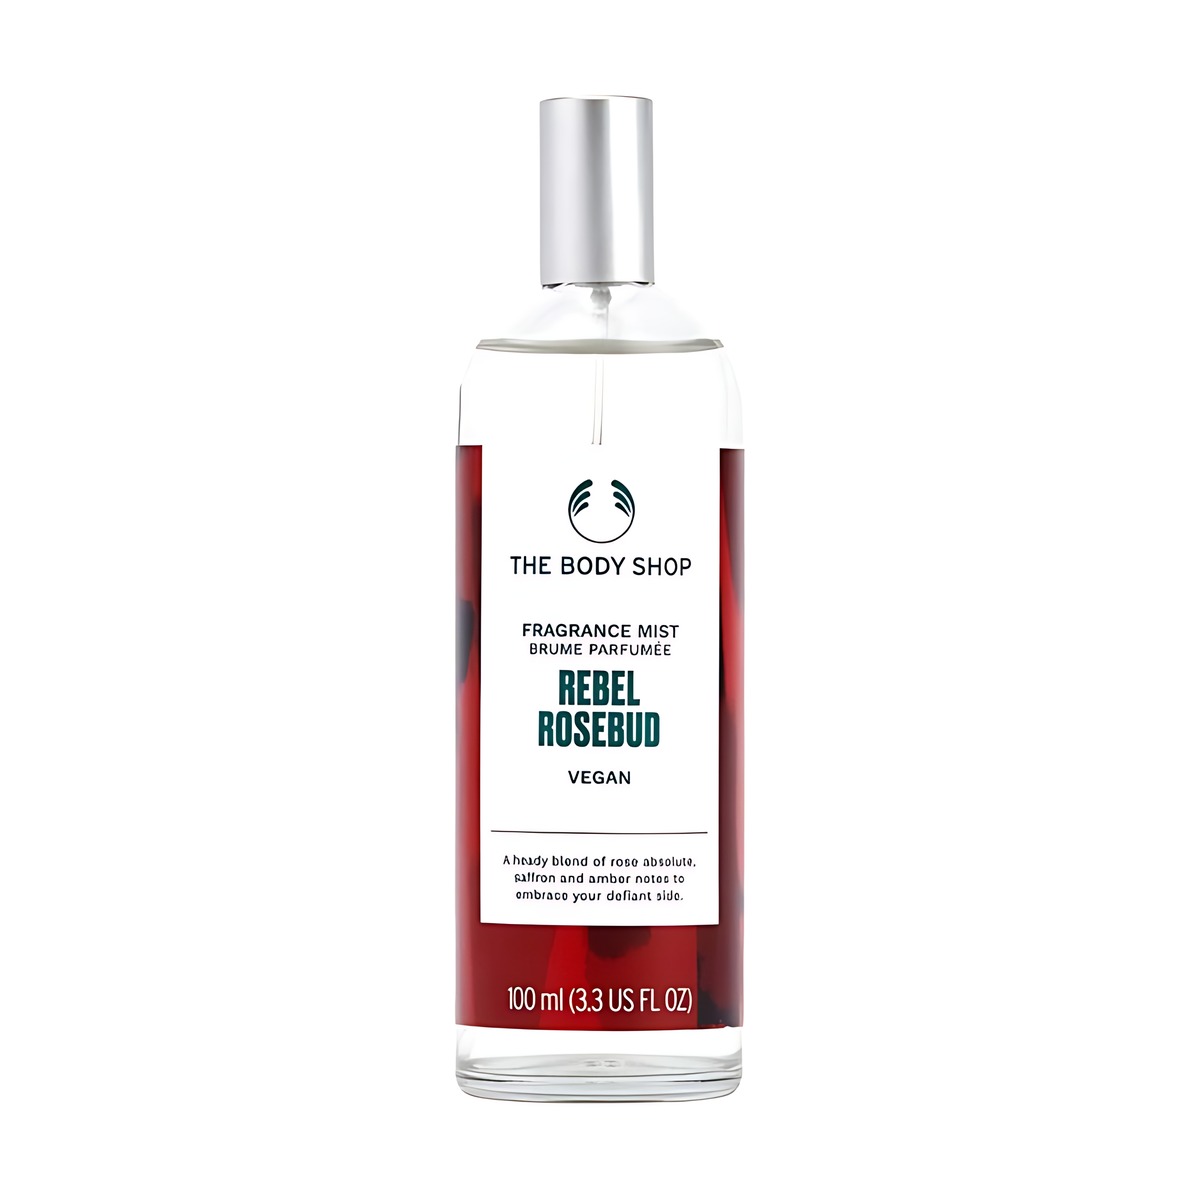 THE BODY SHOP
FRAGRANCE MIST
BRUME PARFUMÉE
REBEL
ROSEBUD
VEGAN
A heady blend of rose absolute,
saffron and amber notes to
embrace your defiant side.
100 ml (3.3 US FL OZ)